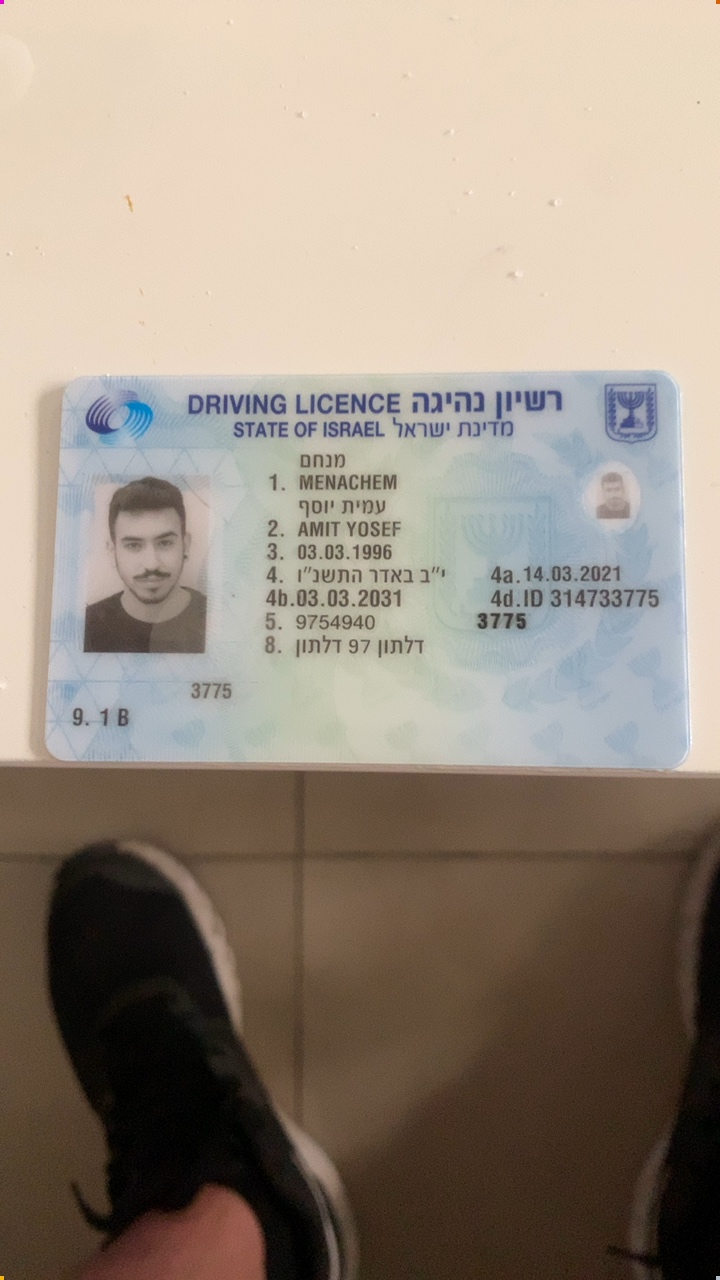 DRIVING LICENCE רשיון נהיגה
STATE OF ISRAEL מדינת ישראל
מנחם
1. MENACHEM
עמית יוסף
2. AMIT YOSEF
3. 03.03.1996
4. י"ב באדר התשנ"ו 4a.14.03.2021
4b.03.03.2031 4d.ID 314733775
5. 9754940 3775
8. דלתון 97 דלתון
3775
9. 1 B